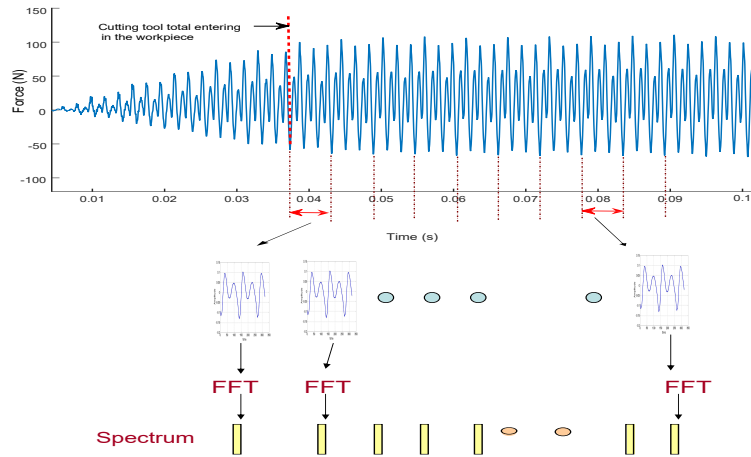 Cutting tool total entering
in the workpiece
150
100
50
0
-50
-100
Force (N)
0.01 0.02 0.03 0.04 0.05 0.06 0.07 0.08 0.09 0.1
Time (s)
FFT FFT FFT
Spectrum